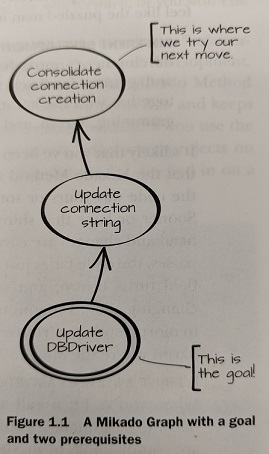 This is where
we try our
next move.
Consolidate
connection
creation
Update
connection
string
Update
DBDriver
This is
the goal!
Figure 1.1 A Mikado Graph with a goal
and two prerequisites